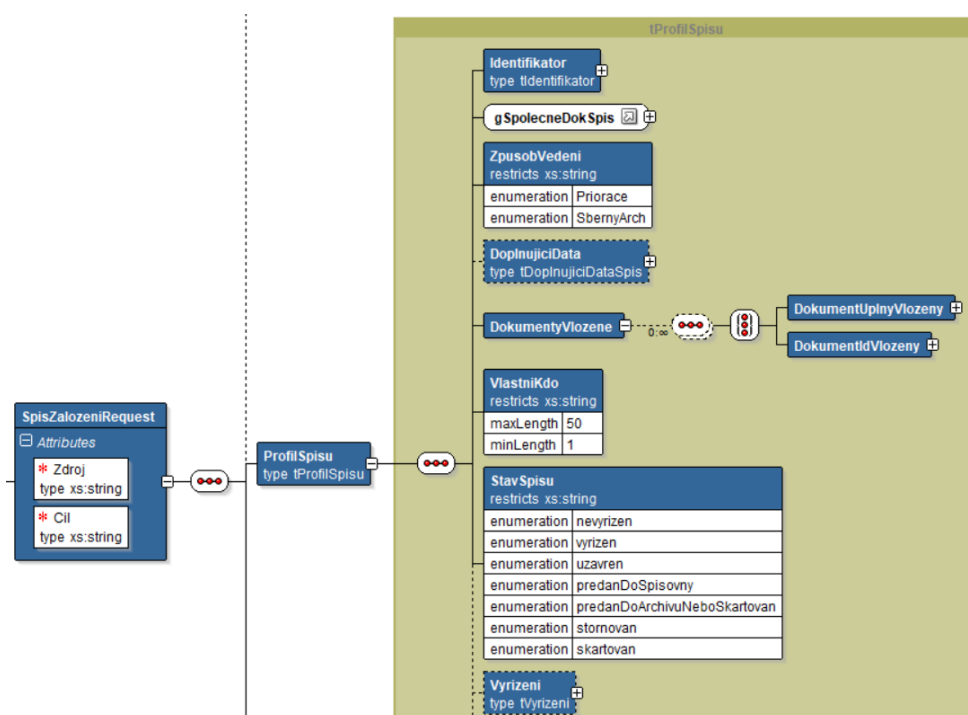 tProfilSpisu
Identifikator
type tIdentifikator
gSpolecneDokSpis
ZpusobVedeni
restricts xs:string
enumeration Priorace
enumeration SbernyArch
DoplnujiciData
type tDoplnujiciDataSpis
DokumentyVlozene
0:∞
DokumentUplnyVlozeny
DokumentIdVlozeny
VlastniKdo
restricts xs:string
maxLength 50
minLength 1
SpisZalozeniRequest
Attributes
* Zdroj
type xs:string
* Cil
type xs:string
ProfilSpisu
type tProfilSpisu
StavSpisu
restricts xs:string
enumeration nevyrizen
enumeration vyrizen
enumeration uzavren
enumeration predanDoSpisovny
enumeration predanDoArchivuNeboSkartovan
enumeration stornovan
enumeration skartovan
Vyrizeni
type tVyrizeni